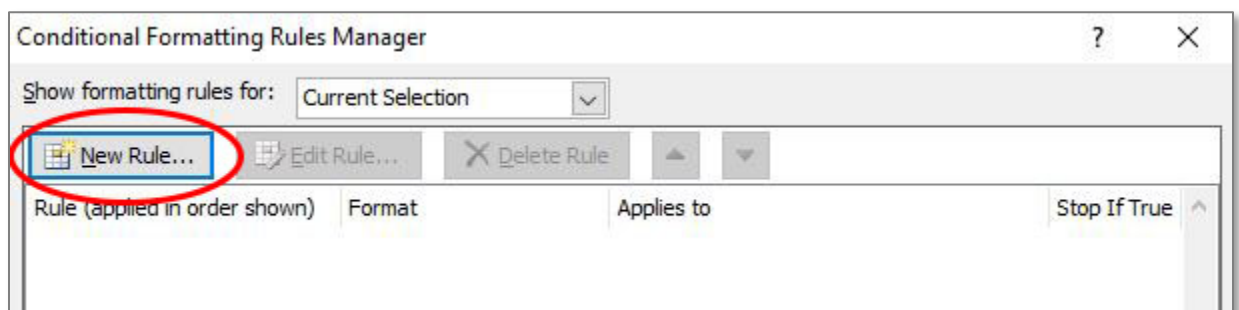 Conditional Formatting Rules Manager ?
Show formatting rules for: Current Selection
New Rule... Edit Rule... Delete Rule
Rule (applied in order shown) Format Applies to Stop If True